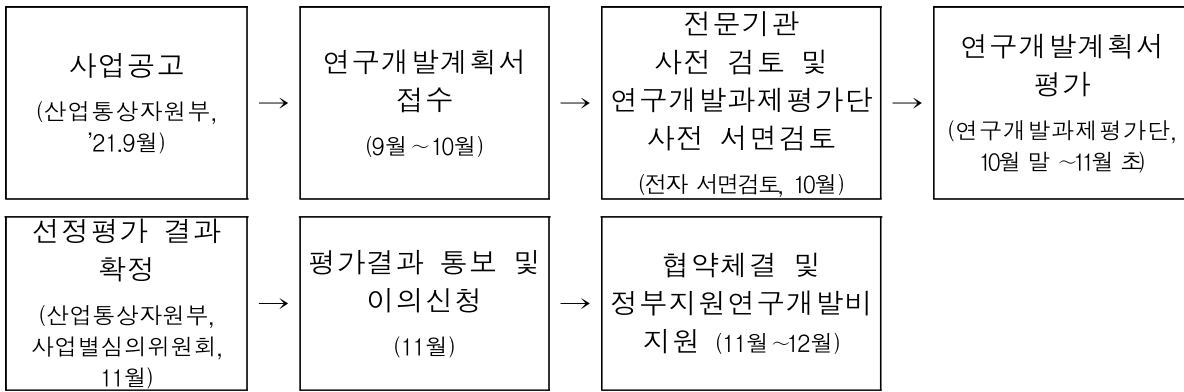 사업공고
(산업통상자원부,
’21.9월)
→
연구개발계획서
접수
(9월~10월)
→
전문기관
사전 검토 및
연구개발과제평가단
사전 서면검토
(전자 서면검토, 10월)
→
연구개발계획서
평가
(연구개발과제평가단,
10월 말 ~11월 초)
선정평가 결과
확정
(산업통상자원부,
사업별심의위원회,
11월)
→
평가결과 통보 및
이의신청
(11월)
→
협약체결 및
정부지원연구개발비
지원 (11월~12월)